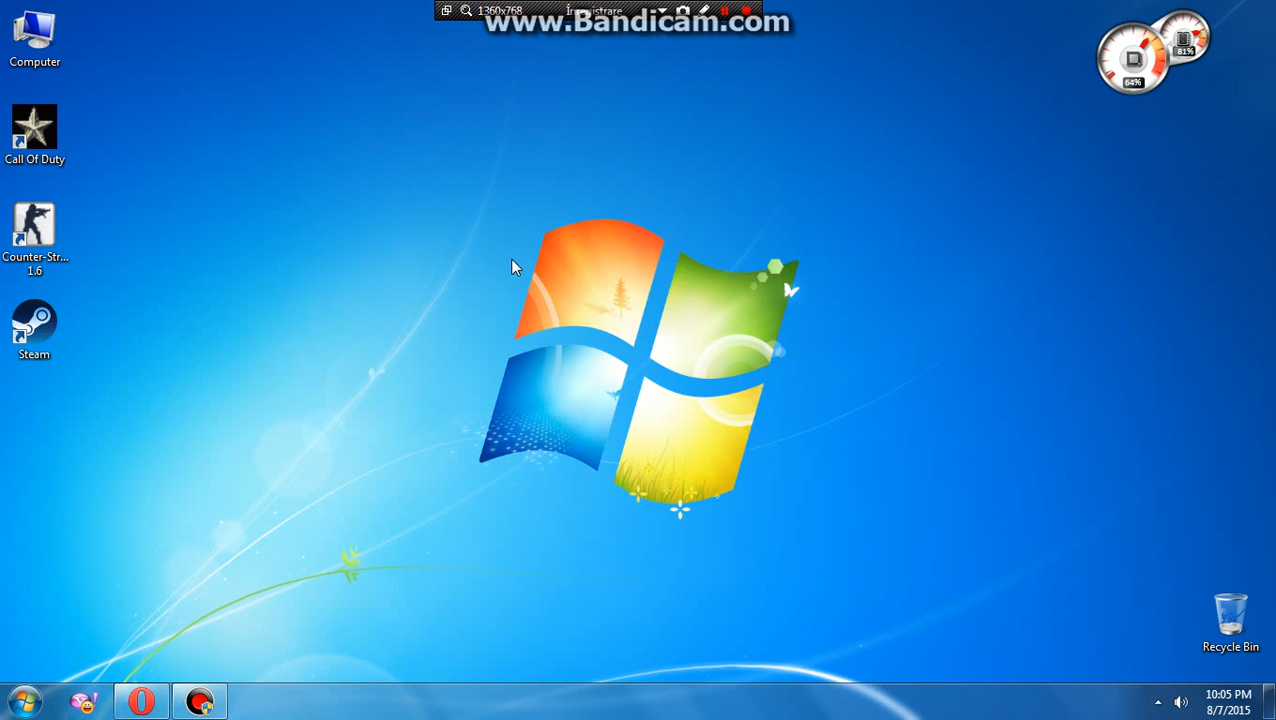 1360x768
Înregistrare
www.Bandicam.com
Computer
81%
64%
Call Of Duty
Counter-Str...
1.6
Steam
Recycle Bin
10:05 PM
8/7/2015